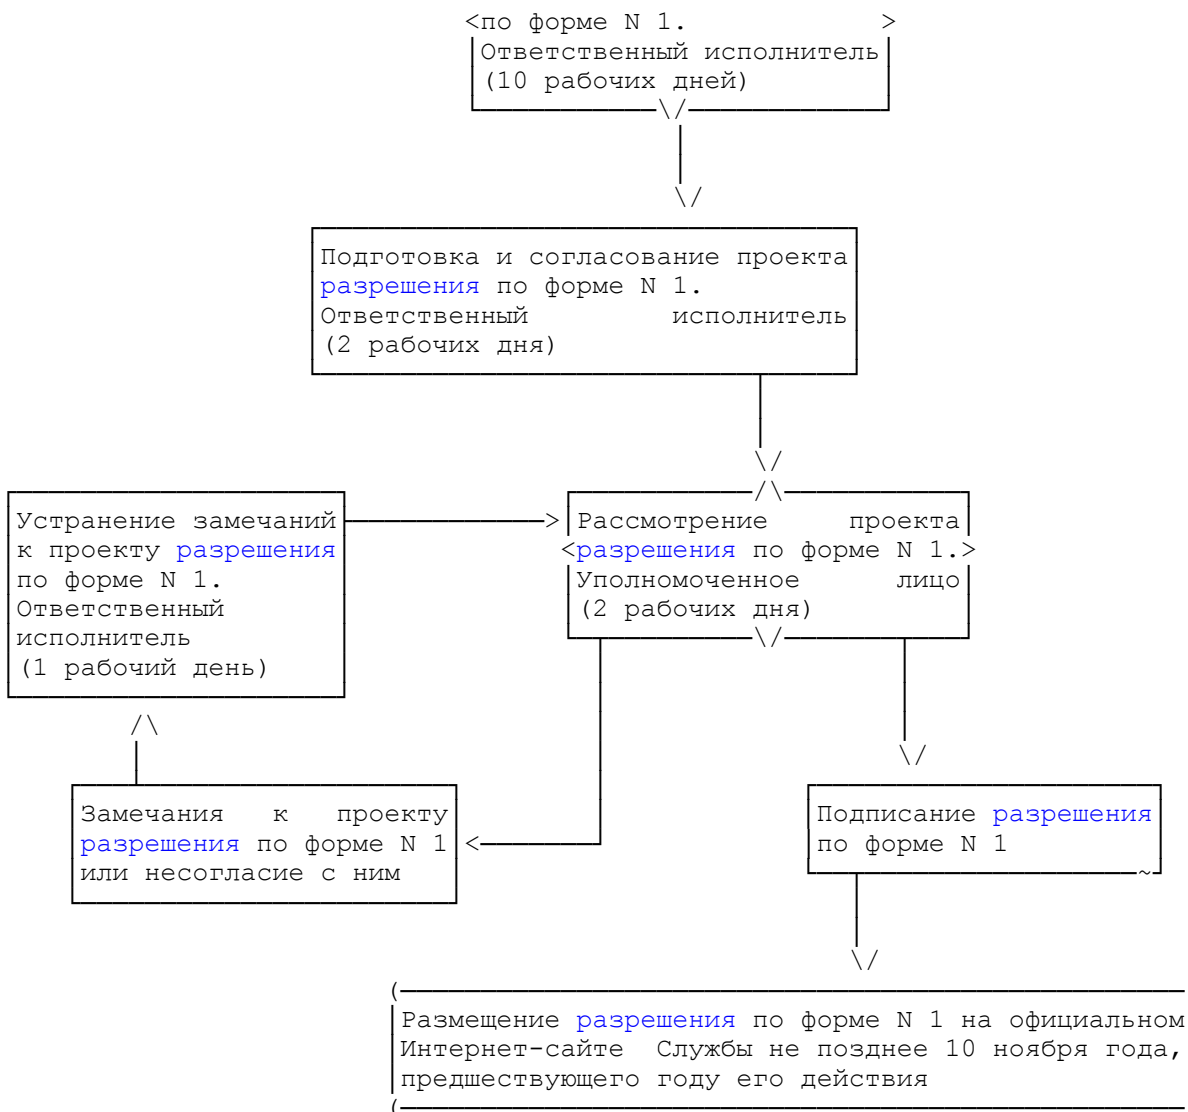 <по форме N 1. >
Ответственный исполнитель
(10 рабочих дней)
Подготовка и согласование проекта
разрешения по форме N 1.
Ответственный исполнитель
(2 рабочих дня)
Устранение замечаний
к проекту разрешения
по форме N 1.
Ответственный
исполнитель
(1 рабочий день)
Рассмотрение проекта
<разрешения по форме N 1.>
Уполномоченное лицо
(2 рабочих дня)
Замечания к проекту
разрешения по форме N 1
или несогласие с ним
Подписание разрешения
по форме N 1
Размещение разрешения по форме N 1 на официальном
Интернет-сайте Службы не позднее 10 ноября года,
предшествующего году его действия